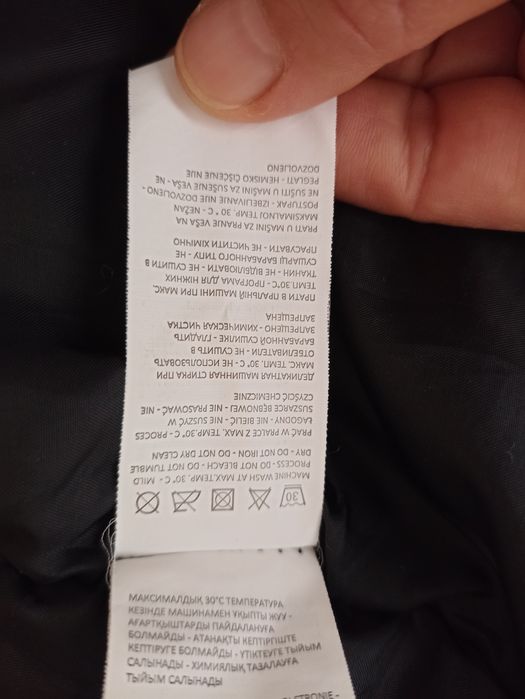 30
MACHINE WASH AT MAX.TEMP. 30°C - MILD
PROCESS - DO NOT BLEACH - DO NOT TUMBLE
DRY - DO NOT IRON - DO NOT DRY CLEAN
PRAĆ W PRALCE Z MAX. TEMP.30°C - PROCES
ŁAGODNY - NIE BIELIĆ - NIE SUSZYĆ W
SUSZARCE BĘBNOWEJ - NIE PRASOWAĆ - NIE
CZYŚCIĆ CHEMICZNIE
ДЕЛИКАТНАЯ МАШИННАЯ СТИРКА ПРИ
МАКС. ТЕМП. 30°C - НЕ ИСПОЛЬЗОВАТЬ
ОТБЕЛИВАТЕЛИ - НЕ СУШИТЬ В
БАРАБАННОЙ СУШИЛКЕ - ГЛАДИТЬ
ЗАПРЕЩЕНО - ХИМИЧЕСКАЯ ЧИСТКА
ЗАПРЕЩЕНА
ПРАТИ В ПРАЛЬНІЙ МАШИНІ ПРИ МАКС.
ТЕМП 30°C - ПРОГРАМА ДЛЯ НІЖНИХ
ТКАНИН - НЕ ВІДБІЛЮВАТИ - НЕ СУШИТИ В
СУШАРЦІ БАРАБАННОГО ТИПУ - НЕ
ПРАСУВАТИ - НЕ ЧИСТИТИ ХІМІЧНО
PRATI U MAŠINI ZA PRANJE VEŠA NA
MAKSIMALNOJ TEMP. 30 °C - NEŽAN
POSTUPAK - IZBELJIVANJE NIJE DOZVOLJENO -
NE SUŠITI U MAŠINI ZA SUŠENJE VEŠA - NE
PEGLATI - HEMIJSKO ČIŠĆENJE NIJE
DOZVOLJENO
МАКСИМАЛДЫҚ 30°C ТЕМПЕРАТУРА
КЕЗІНДЕ МАШИНАМЕН ҰҚЫПТЫ ЖУУ -
АҒАРТҚЫШТАРДЫ ПАЙДАЛАНУҒА
БОЛМАЙДЫ - АТАНАҚТЫ КЕПТІРГІШТЕ
КЕПТІРУГЕ БОЛМАЙДЫ - ҮТІКТЕУГЕ ТЫЙЫМ
САЛЫНАДЫ - ХИМИЯЛЫҚ ТАЗАЛАУҒА
ТЫЙЫМ САЛЫНАДЫ